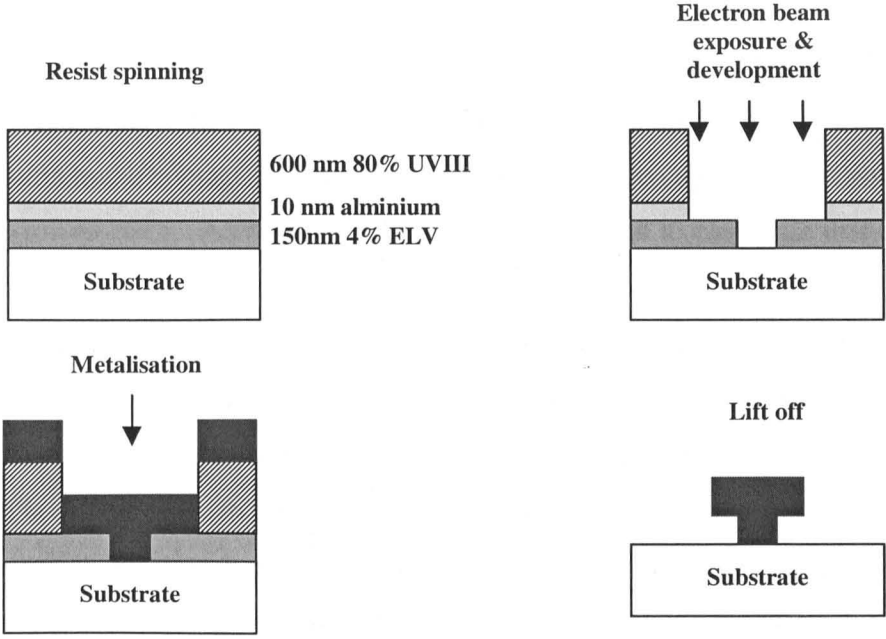 Resist spinning
600 nm 80% UVIII
10 nm alminium
150nm 4% ELV
Substrate
Electron beam
exposure &
development
Substrate
Metalisation
Substrate
Lift off
Substrate